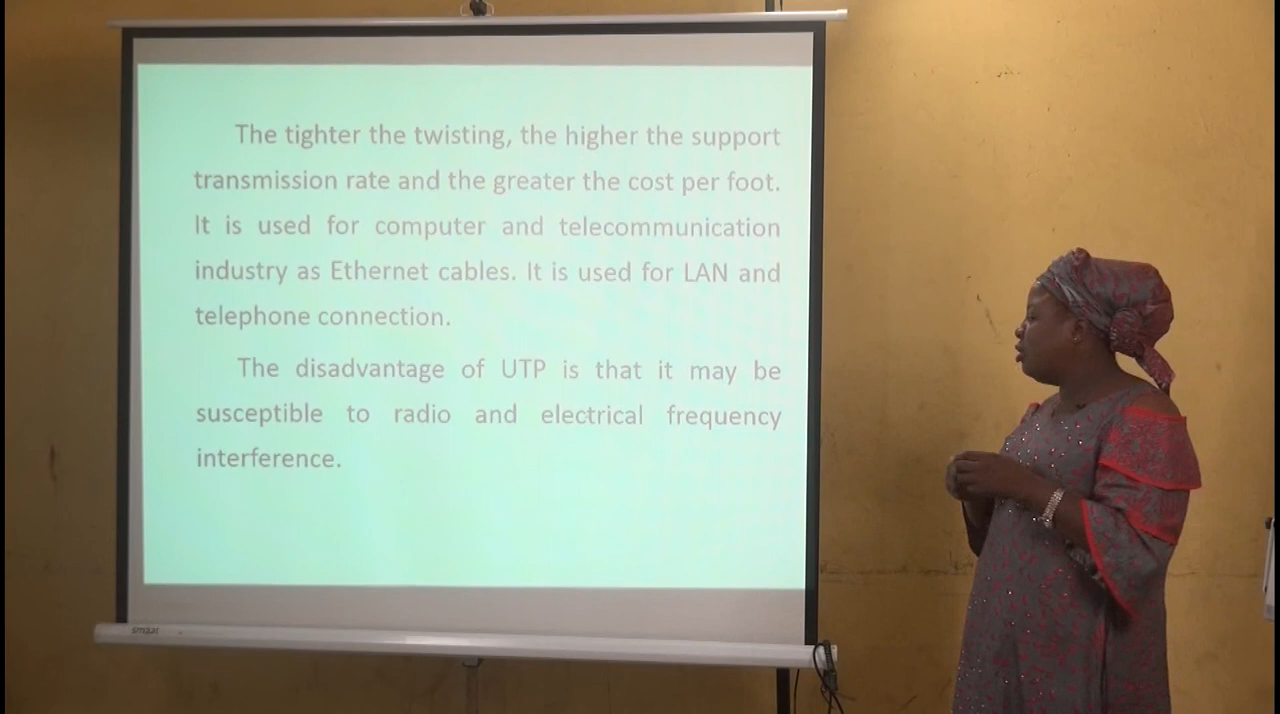 The tighter the twisting, the higher the support
transmission rate and the greater the cost per foot.
It is used for computer and telecommunication
industry as Ethernet cables. It is used for LAN and
telephone connection.
The disadvantage of UTP is that it may be
susceptible to radio and electrical frequency
interference.